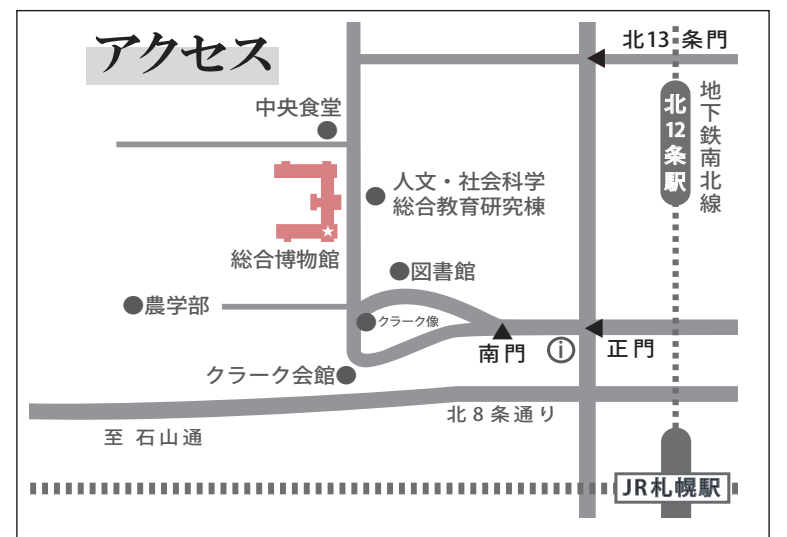 アクセス
北13条門
中央食堂
北12条駅
地下鉄南北線
人文・社会科学
総合教育研究棟
総合博物館
図書館
農学部
クラーク像
南門
i
正門
クラーク会館
北8条通り
至 石山通
JR札幌駅